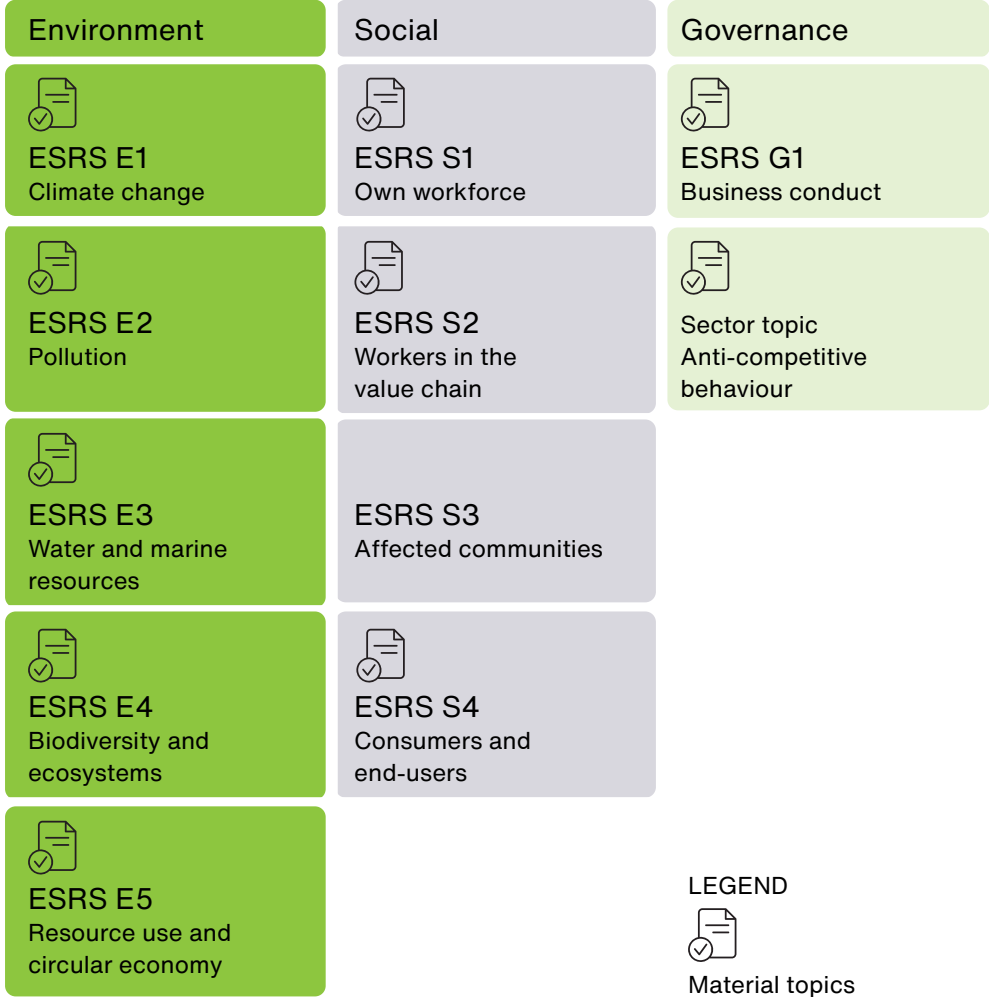 Environment
ESRS E1
Climate change
ESRS E2
Pollution
ESRS E3
Water and marine
resources
ESRS E4
Biodiversity and
ecosystems
ESRS E5
Resource use and
circular economy
Social
ESRS S1
Own workforce
ESRS S2
Workers in the
value chain
ESRS S3
Affected communities
ESRS S4
Consumers and
end-users
Governance
ESRS G1
Business conduct
Sector topic
Anti-competitive
behaviour
LEGEND
Material topics